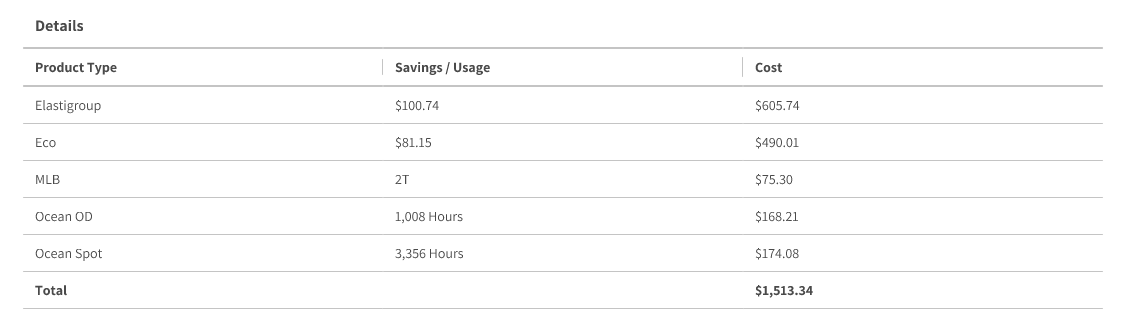 Details
Product Type Savings / Usage Cost
Elastigroup $100.74 $605.74
Eco $81.15 $490.01
MLB 2T $75.30
Ocean OD 1,008 Hours $168.21
Ocean Spot 3,356 Hours $174.08
Total $1,513.34